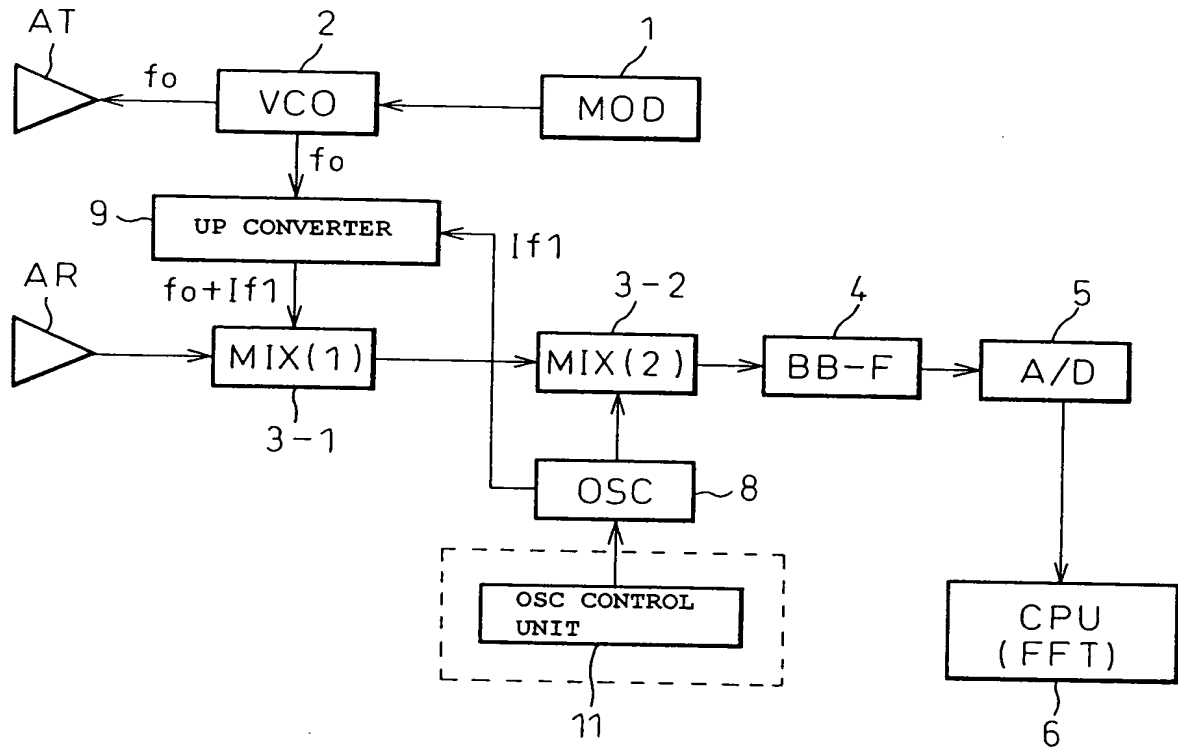 AT
2
1
fo
VCO
MOD
fo
9
UP CONVERTER
If1
AR
fo+If1
3-2
4
5
MIX(1)
MIX(2)
BB-F
A/D
3-1
OSC
8
OSC CONTROL
UNIT
CPU
(FFT)
11
6